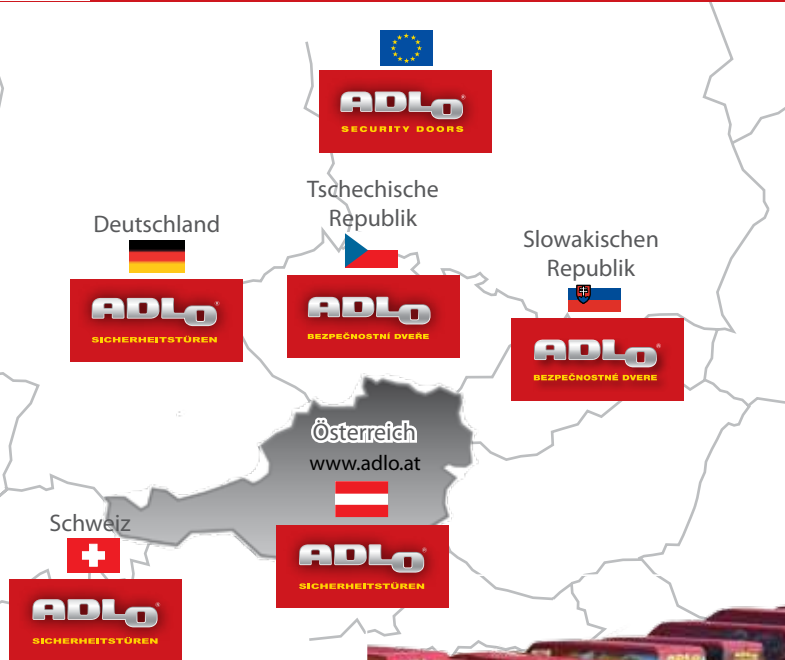 ADLO®
SECURITY DOORS
Tschechische
Republik
ADLO®
BEZPEČNOSTNÍ DVEŘE
Deutschland
ADLO®
SICHERHEITSTÜREN
Slowakischen
Republik
ADLO®
BEZPEČNOSTNÉ DVERE
Österreich
www.adlo.at
ADLO®
SICHERHEITSTÜREN
Schweiz
ADLO®
SICHERHEITSTÜREN